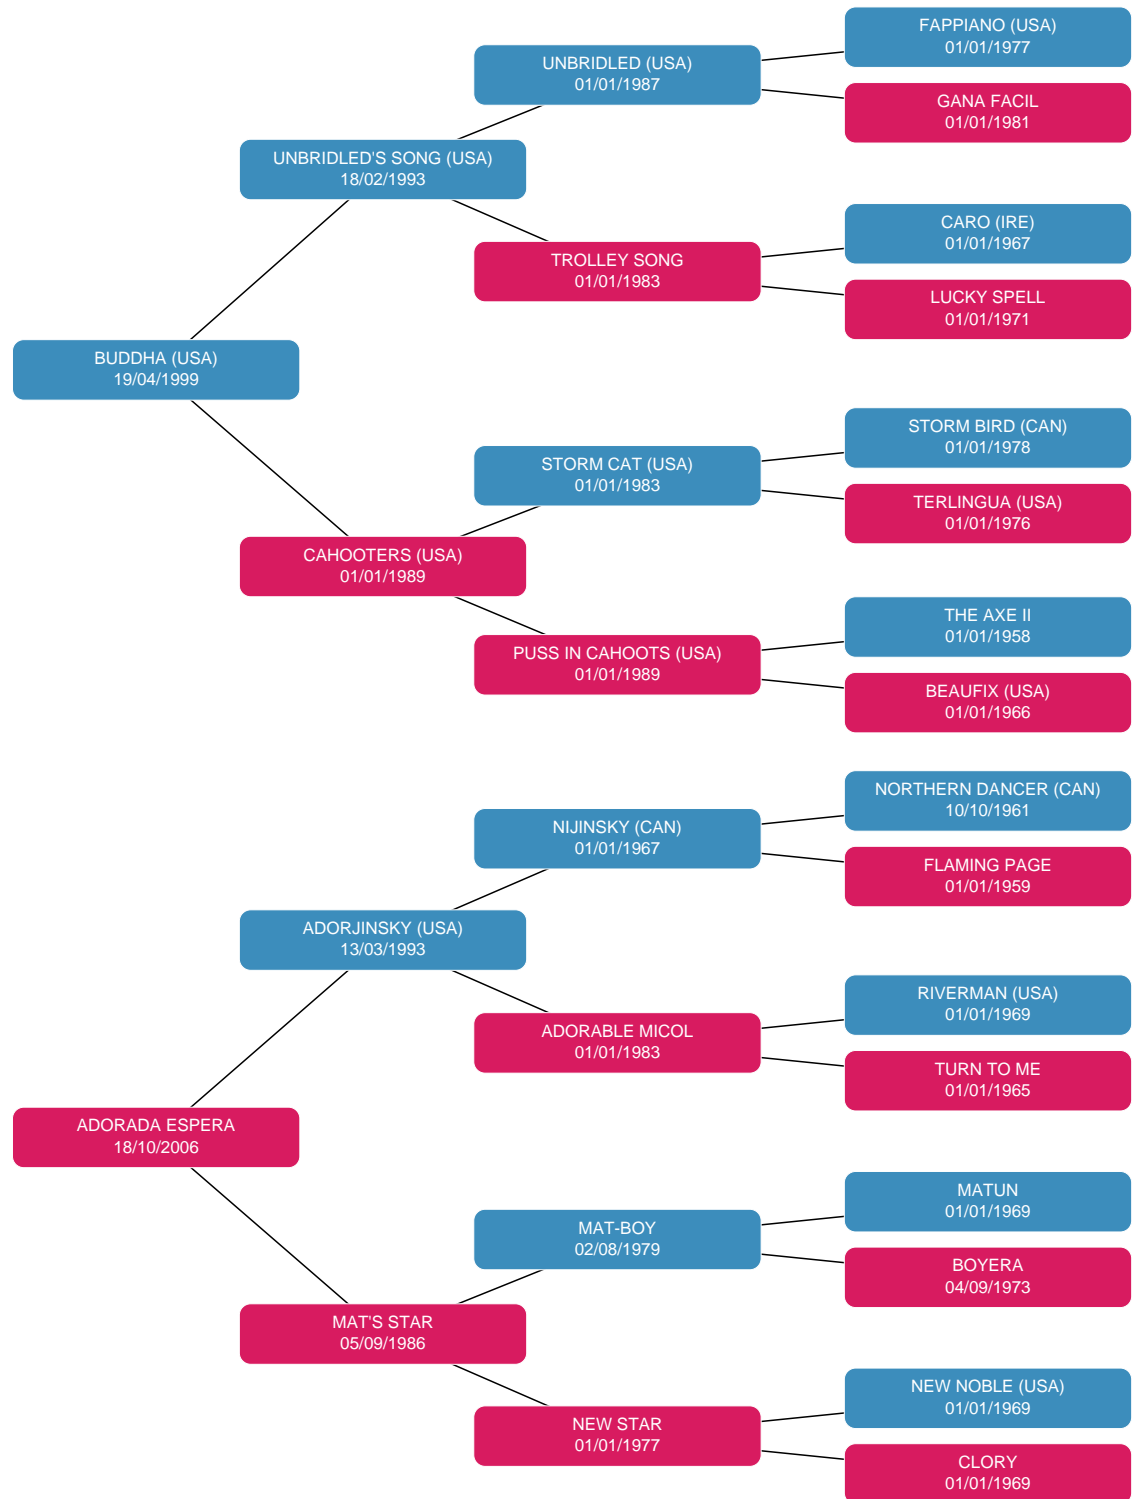 FAPPIANO (USA)
01/01/1977
UNBRIDLED (USA)
01/01/1987
GANA FACIL
01/01/1981
UNBRIDLED'S SONG (USA)
18/02/1993
CARO (IRE)
01/01/1967
TROLLEY SONG
01/01/1983
LUCKY SPELL
01/01/1971
BUDDHA (USA)
19/04/1999
STORM BIRD (CAN)
01/01/1978
STORM CAT (USA)
01/01/1983
TERLINGUA (USA)
01/01/1976
CAHOOTERS (USA)
01/01/1989
THE AXE II
01/01/1958
PUSS IN CAHOOTS (USA)
01/01/1989
BEAUFIX (USA)
01/01/1966
NORTHERN DANCER (CAN)
10/10/1961
NIJINSKY (CAN)
01/01/1967
FLAMING PAGE
01/01/1959
ADORJINSKY (USA)
13/03/1993
RIVERMAN (USA)
01/01/1969
ADORABLE MICOL
01/01/1983
TURN TO ME
01/01/1965
ADORADA ESPERA
18/10/2006
MATUN
01/01/1969
MAT-BOY
02/08/1979
BOYERA
04/09/1973
MAT'S STAR
05/09/1986
NEW NOBLE (USA)
01/01/1969
NEW STAR
01/01/1977
CLORY
01/01/1969